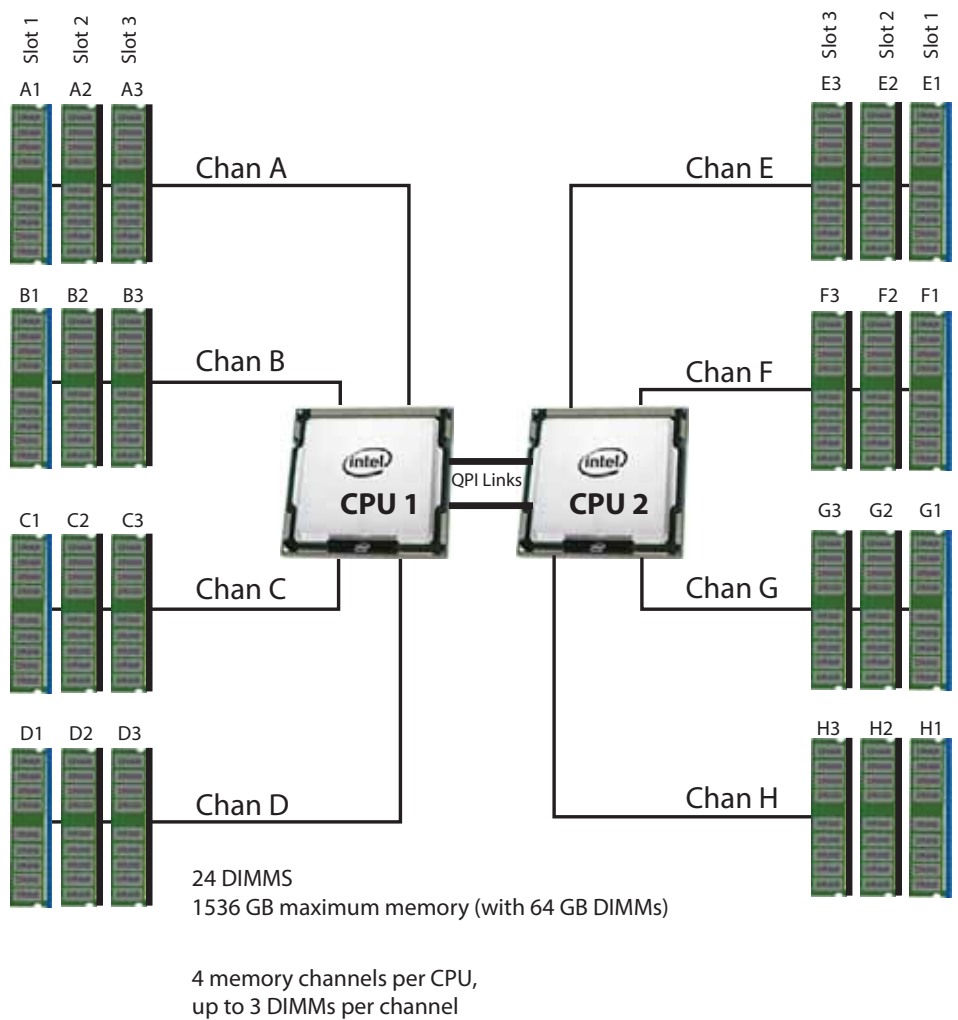 Slot 1 Slot 2 Slot 3
A1 A2 A3
Chan A
B1 B2 B3
Chan B
C1 C2 C3
Chan C
D1 D2 D3
Chan D
Slot 3 Slot 2 Slot 1
E3 E2 E1
Chan E
F3 F2 F1
Chan F
G3 G2 G1
Chan G
H3 H2 H1
Chan H
intel
CPU 1
QPI Links
intel
CPU 2
24 DIMMS
1536 GB maximum memory (with 64 GB DIMMs)
4 memory channels per CPU,
up to 3 DIMMs per channel